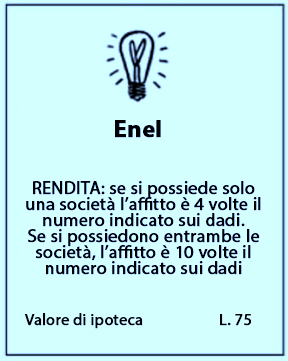 Enel
RENDITA: se si possiede solo
una società l'affitto è 4 volte il
numero indicato sui dadi.
Se si possiedono entrambe le
società, l'affitto è 10 volte il
numero indicato sui dadi
Valore di ipoteca L. 75